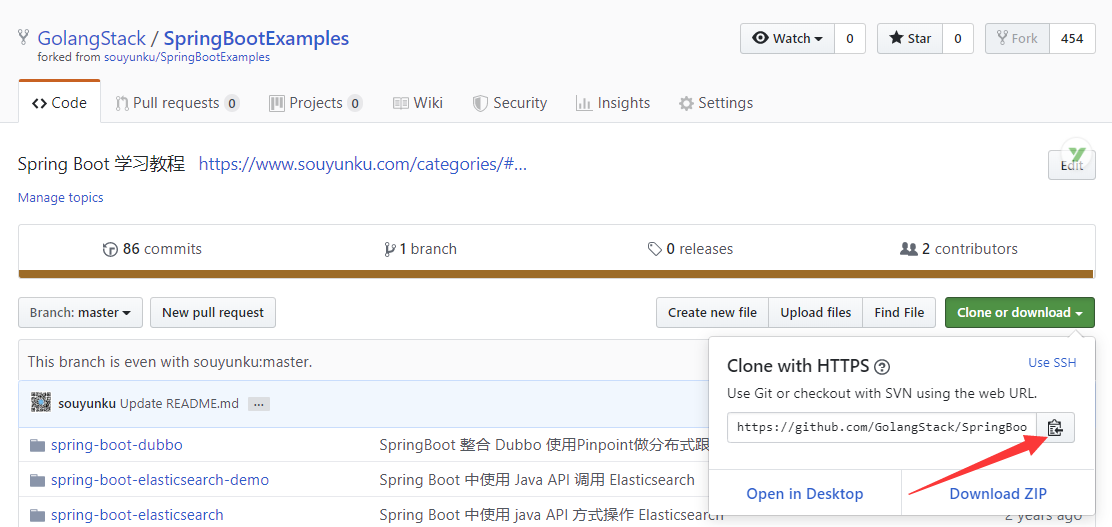 GolangStack / SpringBootExamples
Watch 0 Star 0 Fork 454
forked from souyunku/SpringBootExamples
Code Pull requests 0 Projects 0 Wiki Security Insights Settings
Spring Boot 学习教程 https://www.souyunku.com/categories/#...
Edit
Manage topics
86 commits 1 branch 0 releases 2 contributors
Branch: master New pull request Create new file Upload files Find File Clone or download
This branch is even with souyunku:master.
Clone with HTTPS ? Use SSH
Use Git or checkout with SVN using the web URL.
souyunku Update README.md ...
https://github.com/GolangStack/SpringBoo
spring-boot-dubbo SpringBoot 整合 Dubbo 使用Pinpoint做分布式跟
spring-boot-elasticsearch-demo Spring Boot 中使用 Java API 调用 Elasticsearch
Open in Desktop Download ZIP
spring-boot-elasticsearch Spring Boot 中使用 java API 方式操作 Elasticsearch 2 years ago